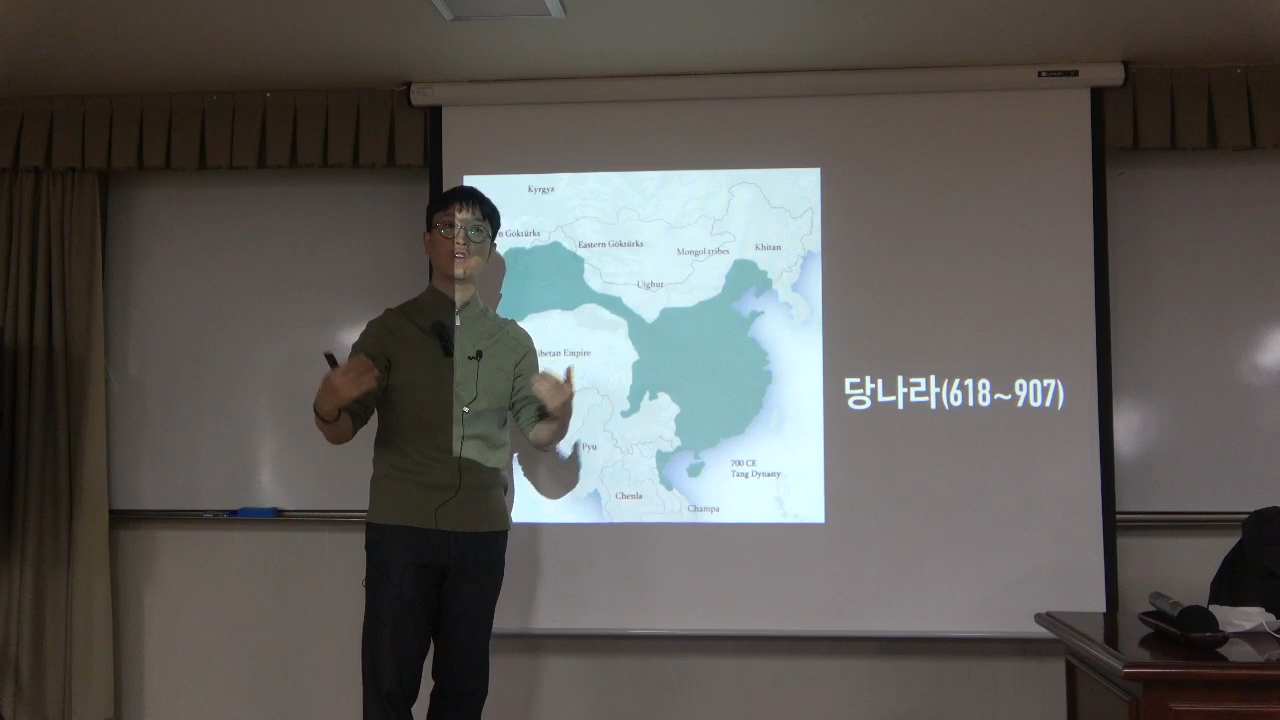 Kyrgyz
n Göktürks
Eastern Göktürks
Mongol tribes
Khitan
Uighur
ibetan Empire
당나라(618~907)
Pyu
700 CE
Tang Dynasty
Chenla
Champa